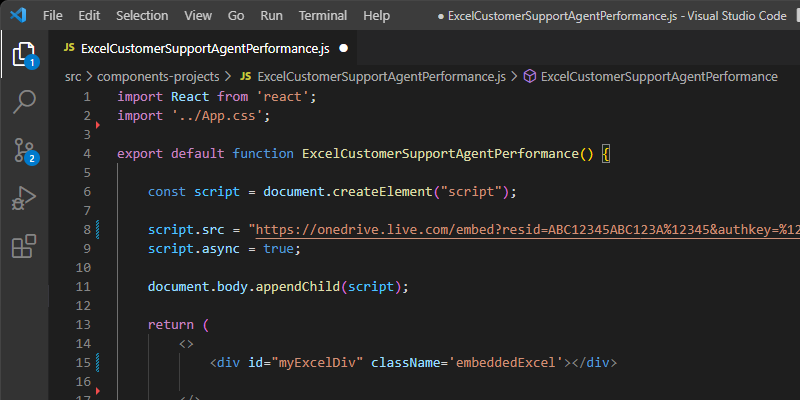 File Edit Selection View Go Run Terminal Help ● ExcelCustomerSupportAgentPerformance.js - Visual Studio Code
JS ExcelCustomerSupportAgentPerformance.js ●
1
src > components-projects > JS ExcelCustomerSupportAgentPerformance.js > ExcelCustomerSupportAgentPerformance
1 import React from 'react';
2 import '../App.css';
3
4 export default function ExcelCustomerSupportAgentPerformance() {
2
5
6 const script = document.createElement("script");
7
8 script.src = "https://onedrive.live.com/embed?resid=ABC12345ABC123A%12345&authkey=%12
9 script.async = true;
10
11 document.body.appendChild(script);
12
13 return (
14 <>
15 <div id="myExcelDiv" className='embeddedExcel'></div>
16
17 </>